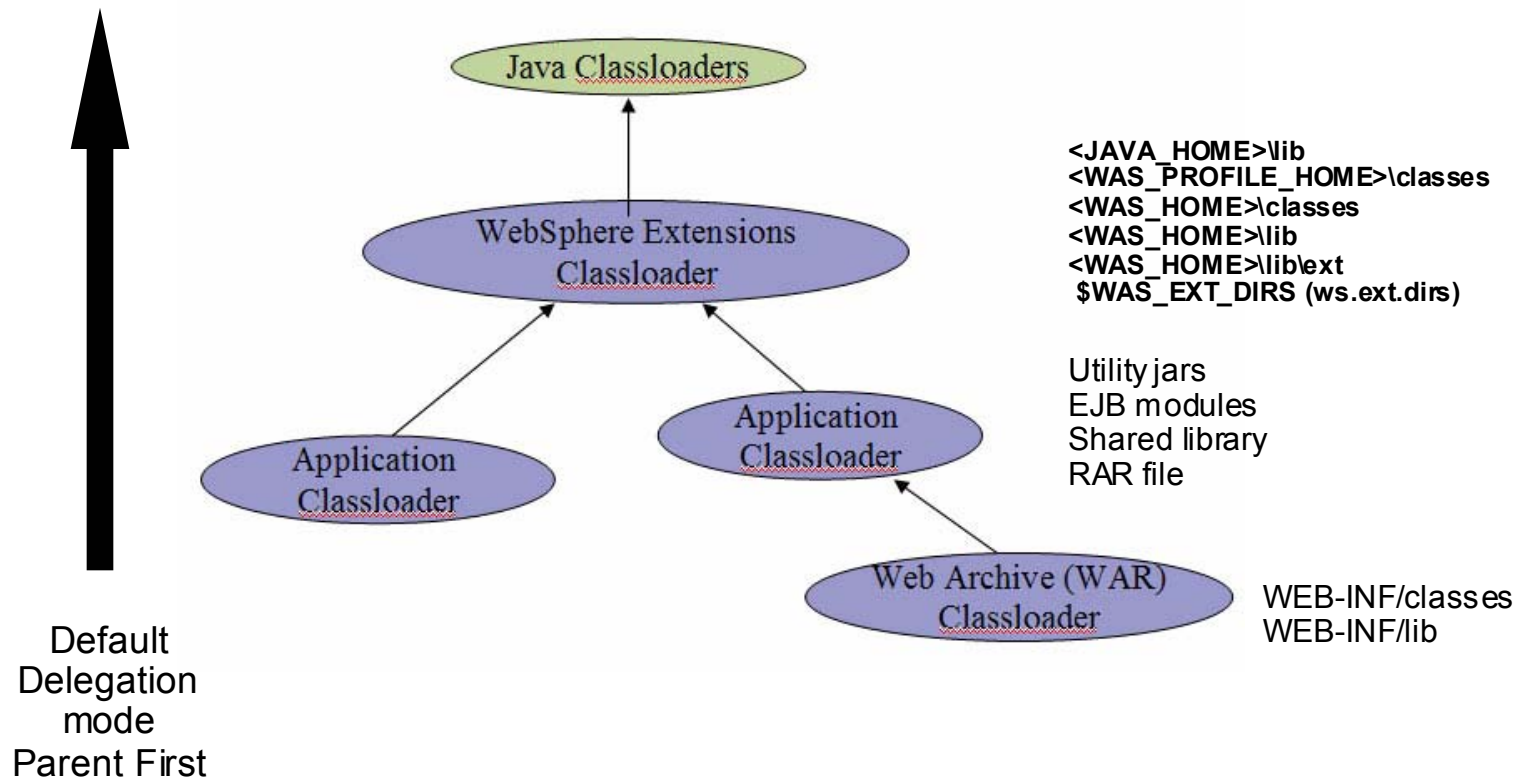 Java Classloaders
<JAVA_HOME>\lib
<WAS_PROFILE_HOME>\classes
<WAS_HOME>\classes
<WAS_HOME>\lib
<WAS_HOME>\lib\ext
$WAS_EXT_DIRS (ws.ext.dirs)
WebSphere Extensions
Classloader
Utility jars
EJB modules
Shared library
RAR file
Application
Classloader
Application
Classloader
Web Archive (WAR)
Classloader
WEB-INF/classes
WEB-INF/lib
Default
Delegation
mode
Parent First